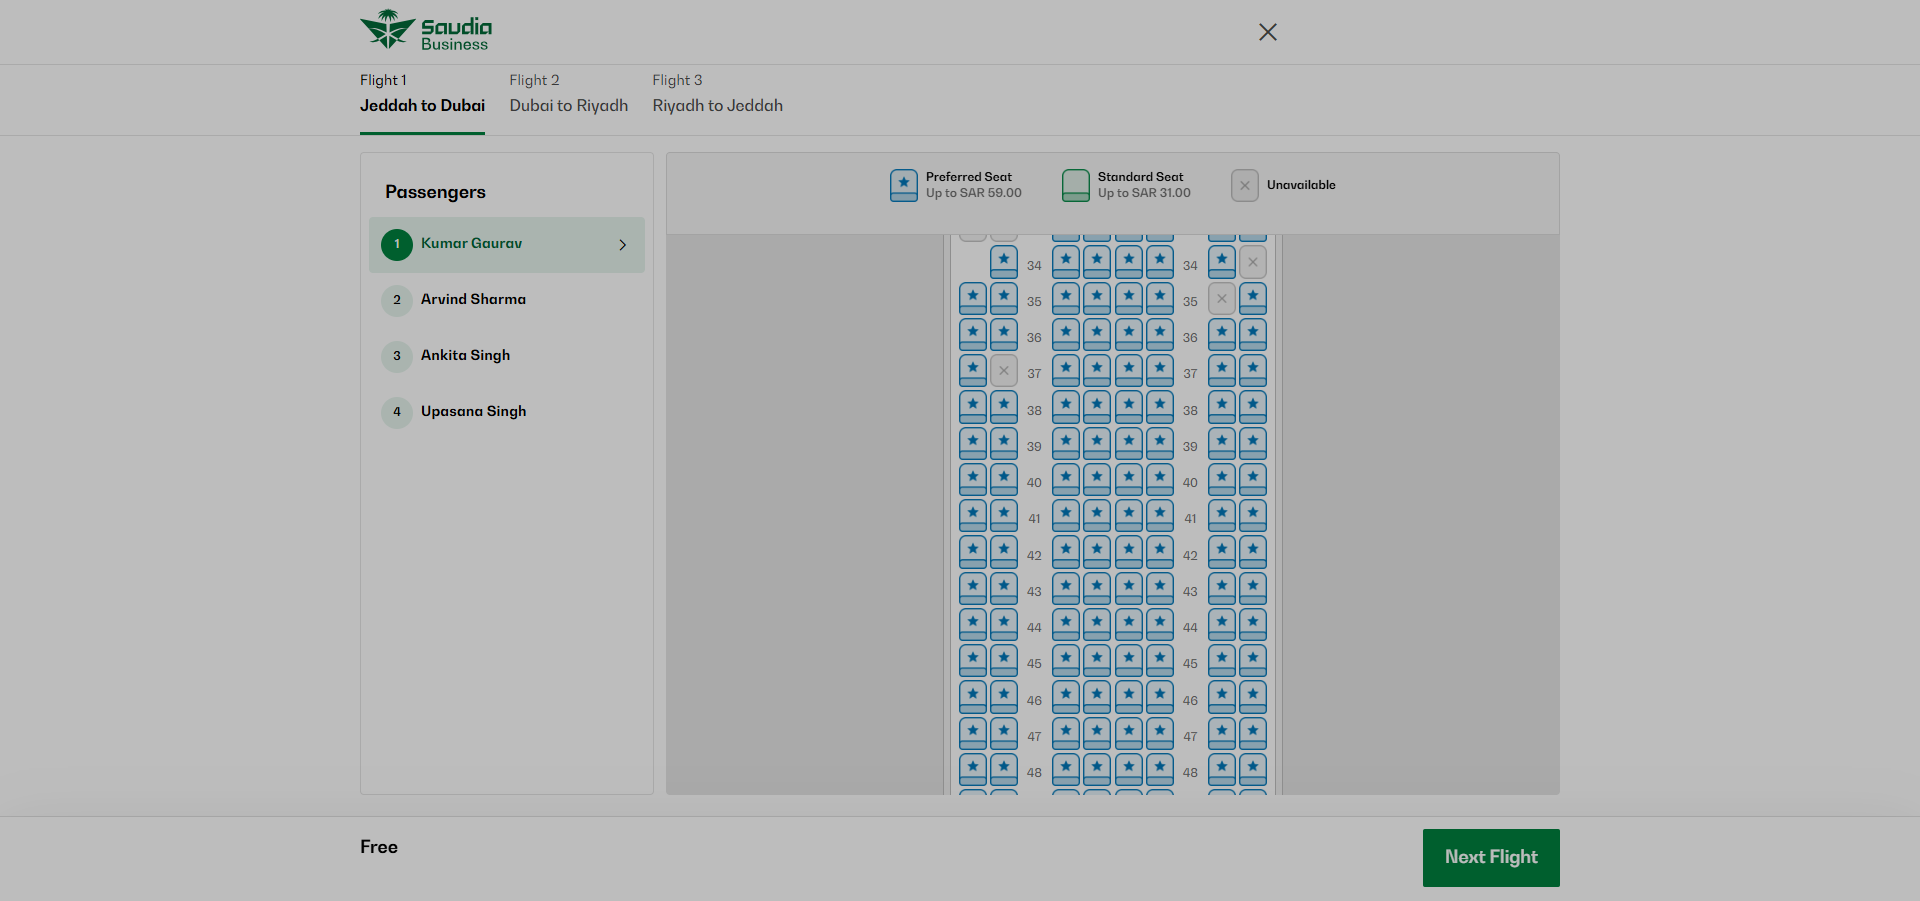 Saudia
Business
Flight 1
Jeddah to Dubai
Flight 2
Dubai to Riyadh
Flight 3
Riyadh to Jeddah
Passengers
1 Kumar Gaurav
2 Arvind Sharma
3 Ankita Singh
4 Upasana Singh
Preferred Seat
Up to SAR 59.00
Standard Seat
Up to SAR 31.00
Unavailable
34 34
35 35
36 36
37 37
38 38
39 39
40 40
41 41
42 42
43 43
44 44
45 45
46 46
47 47
48 48
Free
Next Flight